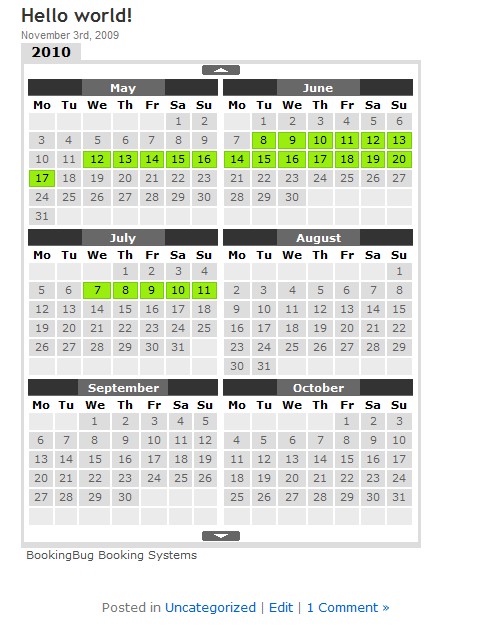 Hello world!
November 3rd, 2009
2010
May
Mo Tu We Th Fr Sa Su
1 2
3 4 5 6 7 8 9
10 11 12 13 14 15 16
17 18 19 20 21 22 23
24 25 26 27 28 29 30
31
June
Mo Tu We Th Fr Sa Su
1 2 3 4 5 6
7 8 9 10 11 12 13
14 15 16 17 18 19 20
21 22 23 24 25 26 27
28 29 30
July
Mo Tu We Th Fr Sa Su
1 2 3 4
5 6 7 8 9 10 11
12 13 14 15 16 17 18
19 20 21 22 23 24 25
26 27 28 29 30 31
August
Mo Tu We Th Fr Sa Su
1
2 3 4 5 6 7 8
9 10 11 12 13 14 15
16 17 18 19 20 21 22
23 24 25 26 27 28 29
30 31
September
Mo Tu We Th Fr Sa Su
1 2 3 4 5
6 7 8 9 10 11 12
13 14 15 16 17 18 19
20 21 22 23 24 25 26
27 28 29 30
October
Mo Tu We Th Fr Sa Su
1 2 3
4 5 6 7 8 9 10
11 12 13 14 15 16 17
18 19 20 21 22 23 24
25 26 27 28 29 30 31
BookingBug Booking Systems
Posted in Uncategorized | Edit | 1 Comment »